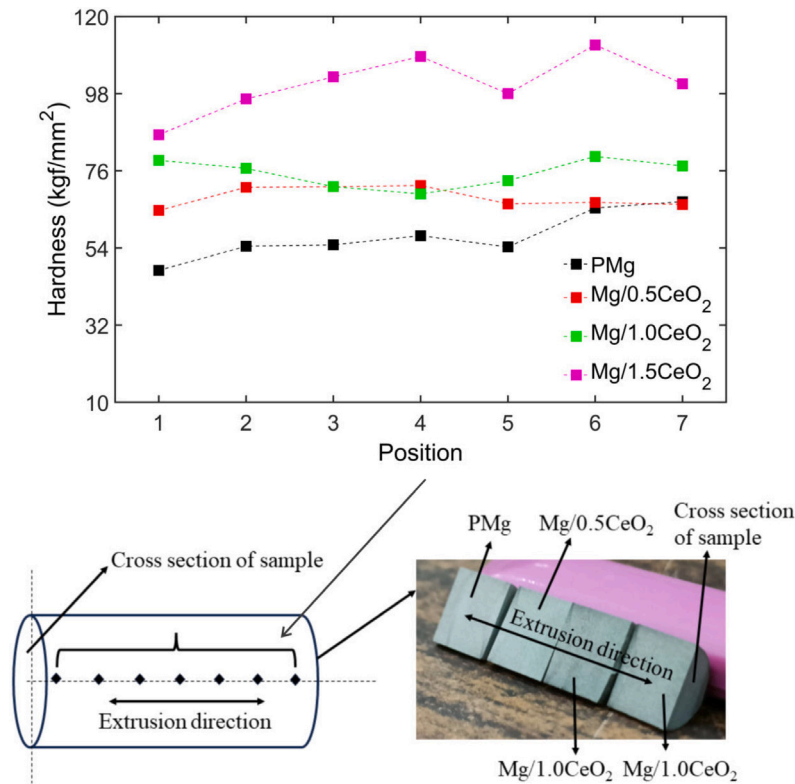 120
98
76
54
32
10
Hardness (kgf/mm²)
PMg
Mg/0.5CeO₂
Mg/1.0CeO₂
Mg/1.5CeO₂
1 2 3 4 5 6 7
Position
Cross section
of sample
PMg
Mg/0.5CeO₂
Cross section
of sample
Extrusion direction
Extrusion direction
Mg/1.0CeO₂
Mg/1.0CeO₂